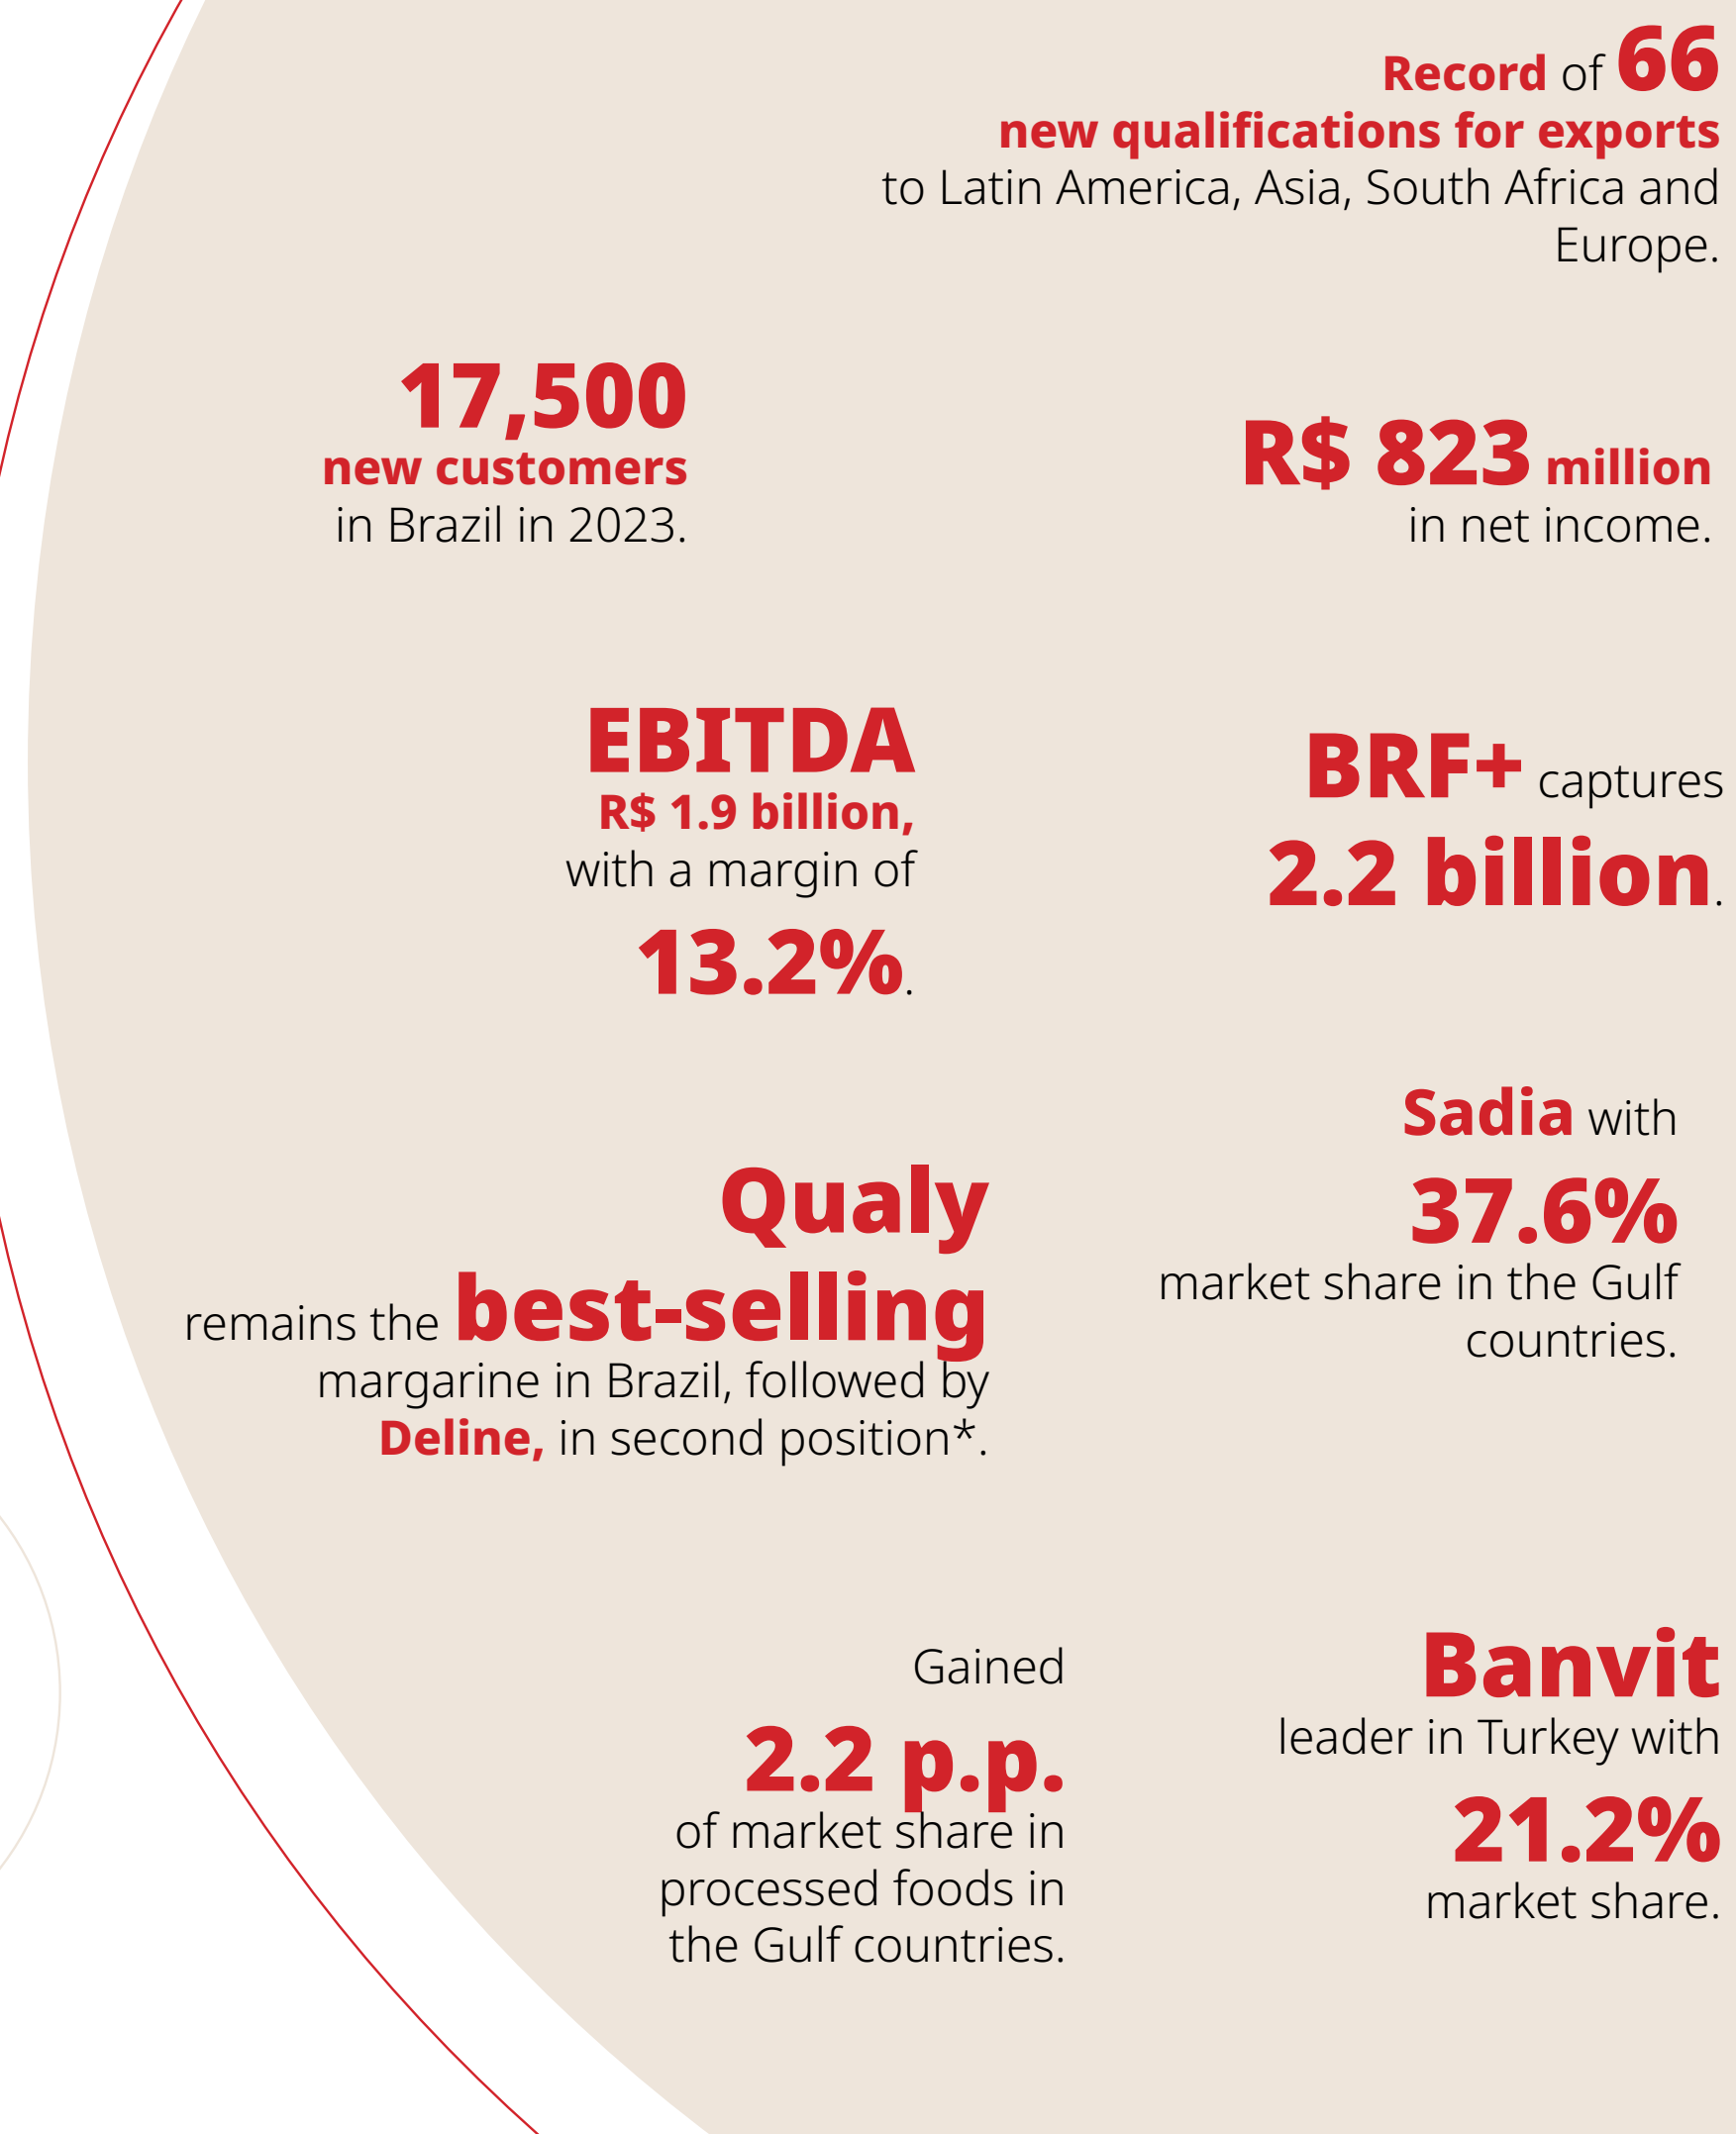 Record of 66
new qualifications for exports
to Latin America, Asia, South Africa and
Europe.
17,500
new customers
in Brazil in 2023.
R$ 823 million
in net income.
EBITDA
R$ 1.9 billion,
with a margin of
13.2%.
BRF+ captures
2.2 billion.
Qualy
remains the best-selling
margarine in Brazil, followed by
Deline, in second position*.
Sadia with
37.6%
market share in the Gulf
countries.
Gained
2.2 p.p.
of market share in
processed foods in
the Gulf countries.
Banvit
leader in Turkey with
21.2%
market share.